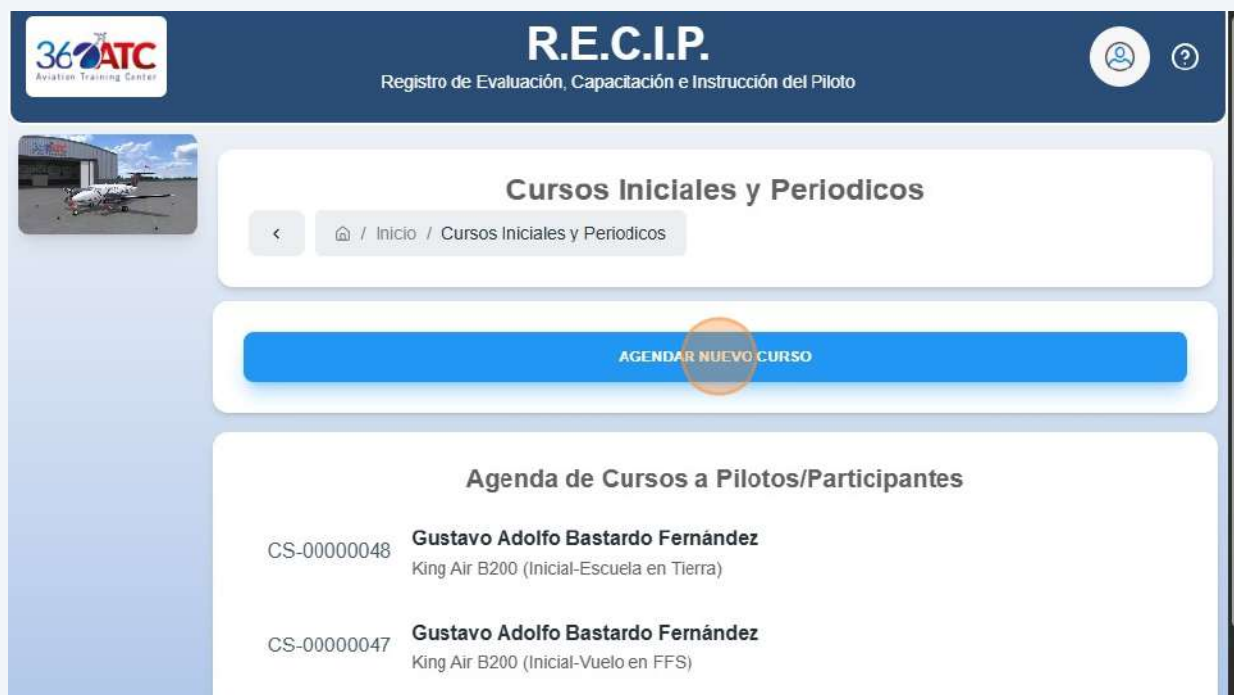 360ATC
Aviation Training Center
R.E.C.I.P.
Registro de Evaluación, Capacitación e Instrucción del Piloto
Cursos Iniciales y Periodicos
/ Inicio / Cursos Iniciales y Periodicos
AGENDAR NUEVO CURSO
Agenda de Cursos a Pilotos/Participantes
CS-00000048
Gustavo Adolfo Bastardo Fernández
King Air B200 (Inicial-Escuela en Tierra)
CS-00000047
Gustavo Adolfo Bastardo Fernández
King Air B200 (Inicial-Vuelo en FFS)